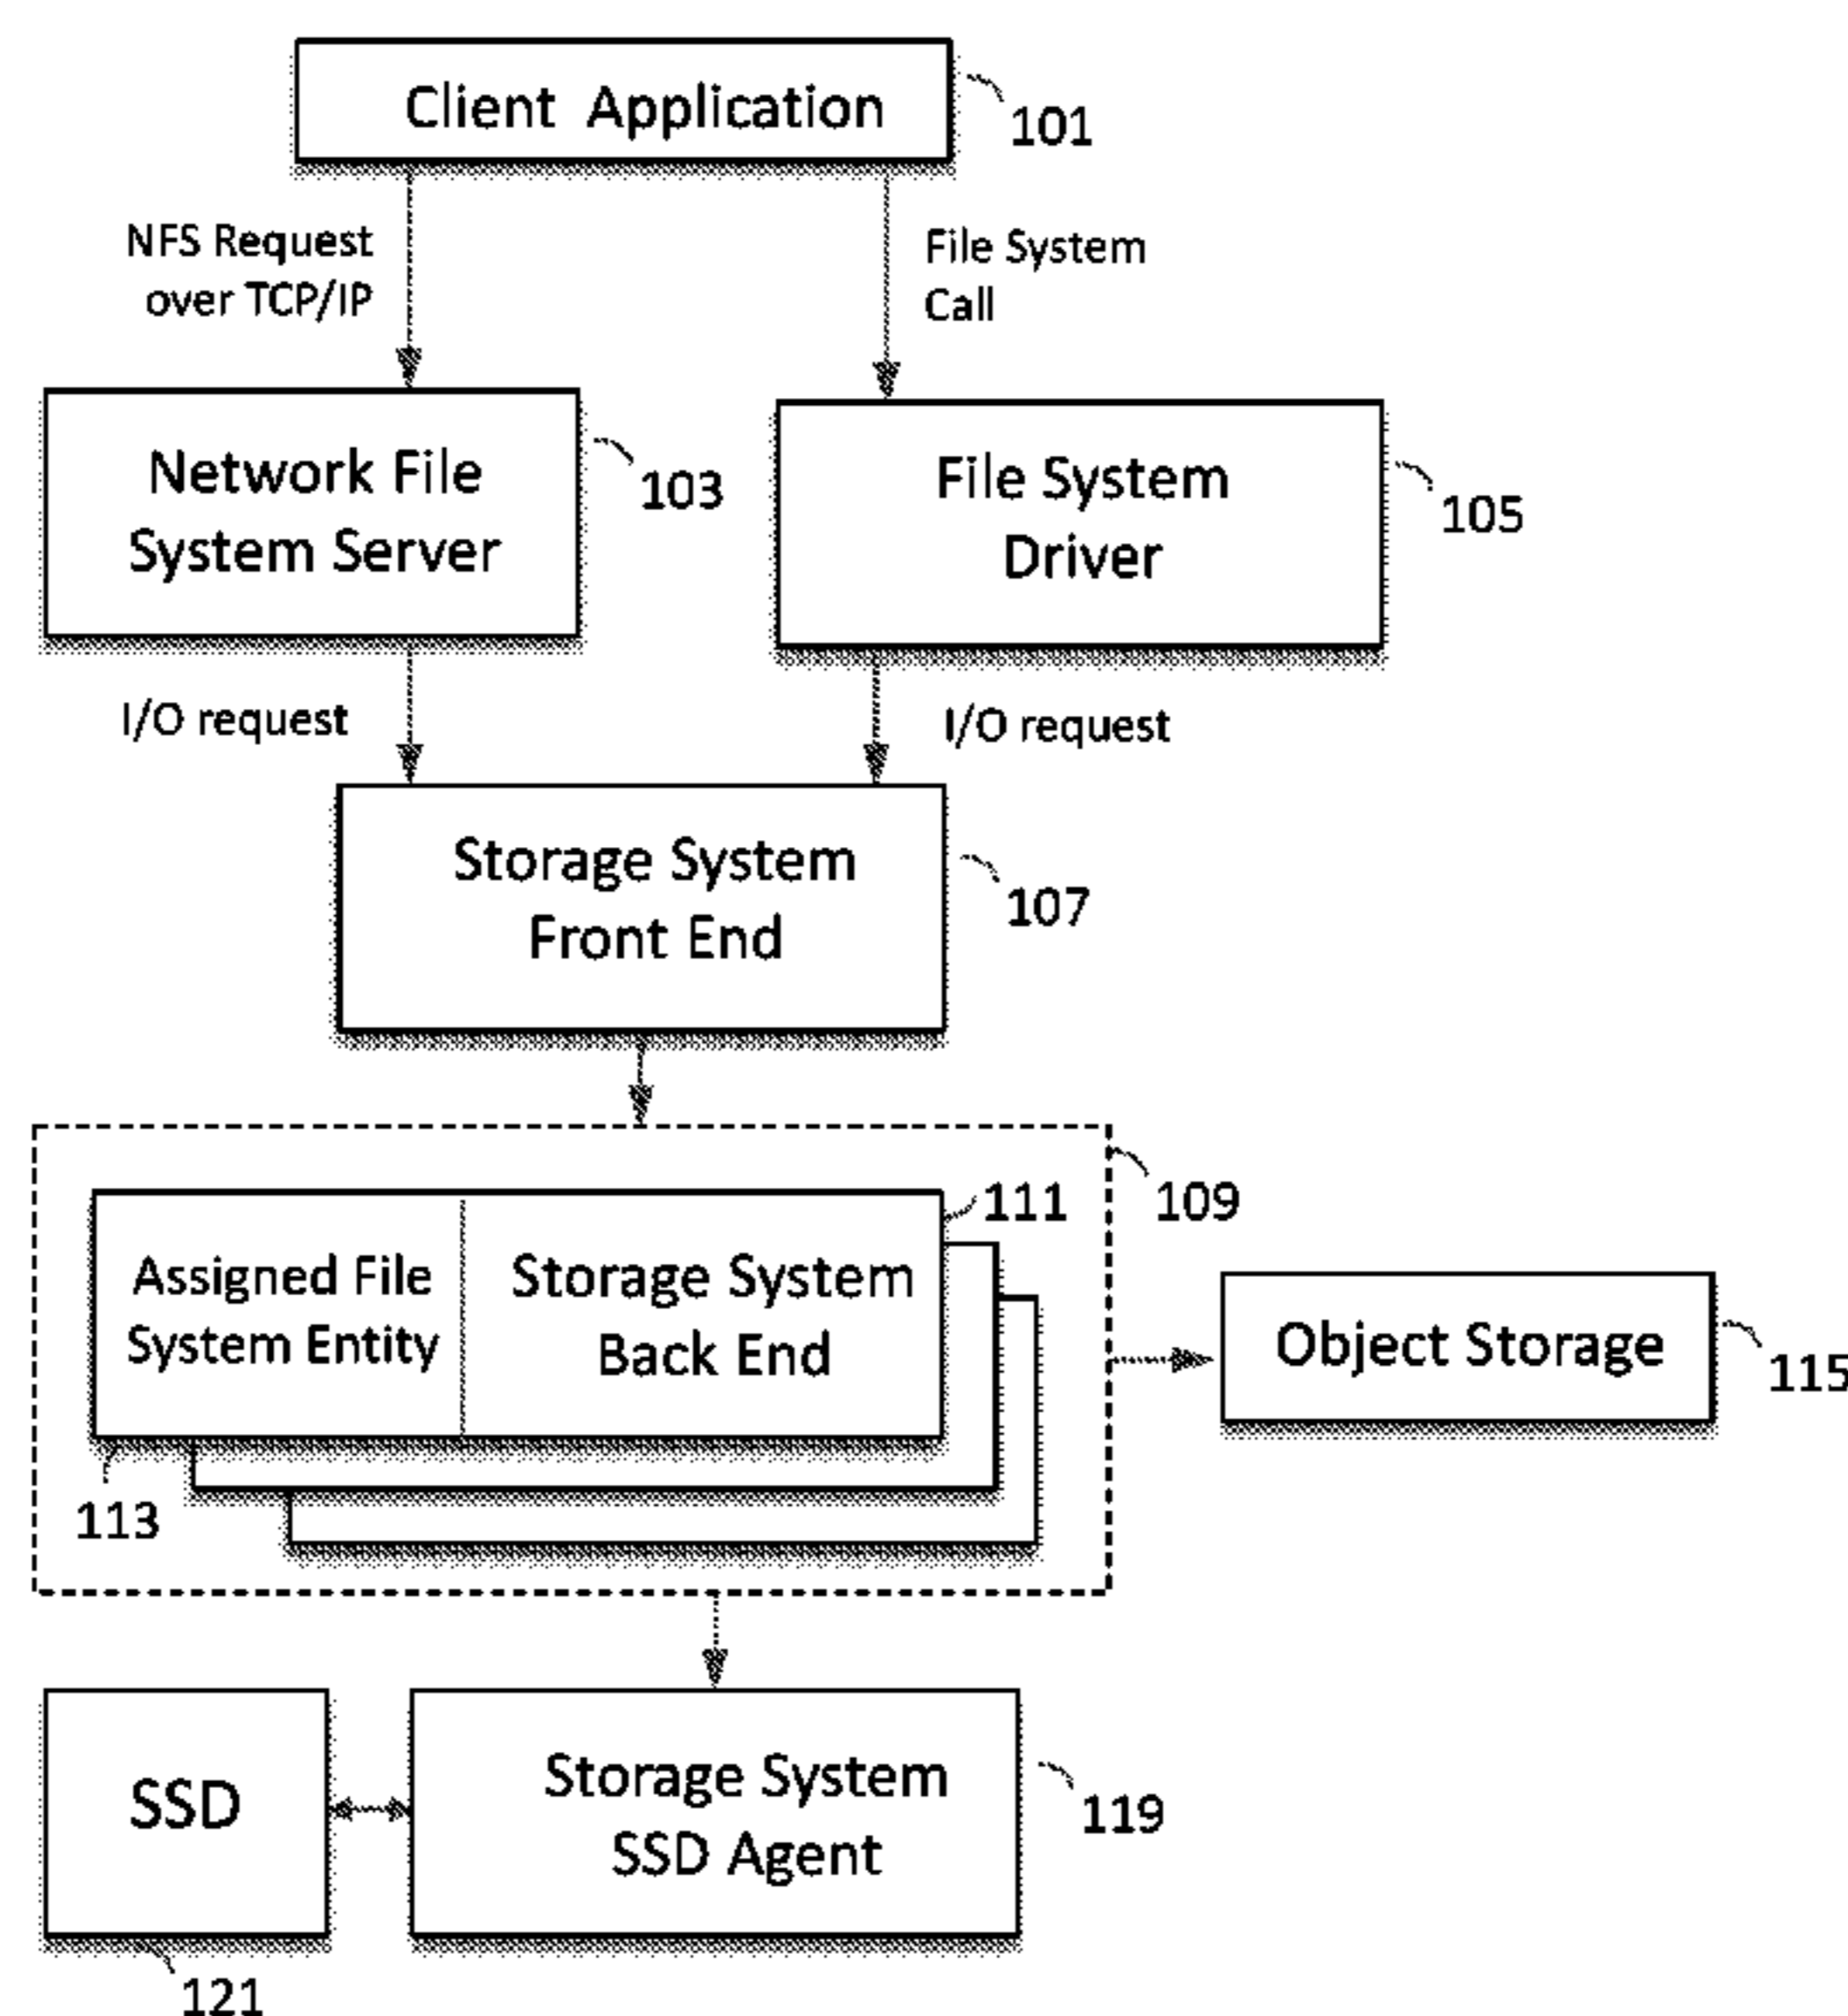 Client Application
101
NFS Request
over TCP/IP
File System
Call
Network File
System Server
103
File System
Driver
105
I/O request
I/O request
Storage System
Front End
107
109
111
Assigned File
System Entity
Storage System
Back End
113
Object Storage
115
SSD
121
Storage System
SSD Agent
119